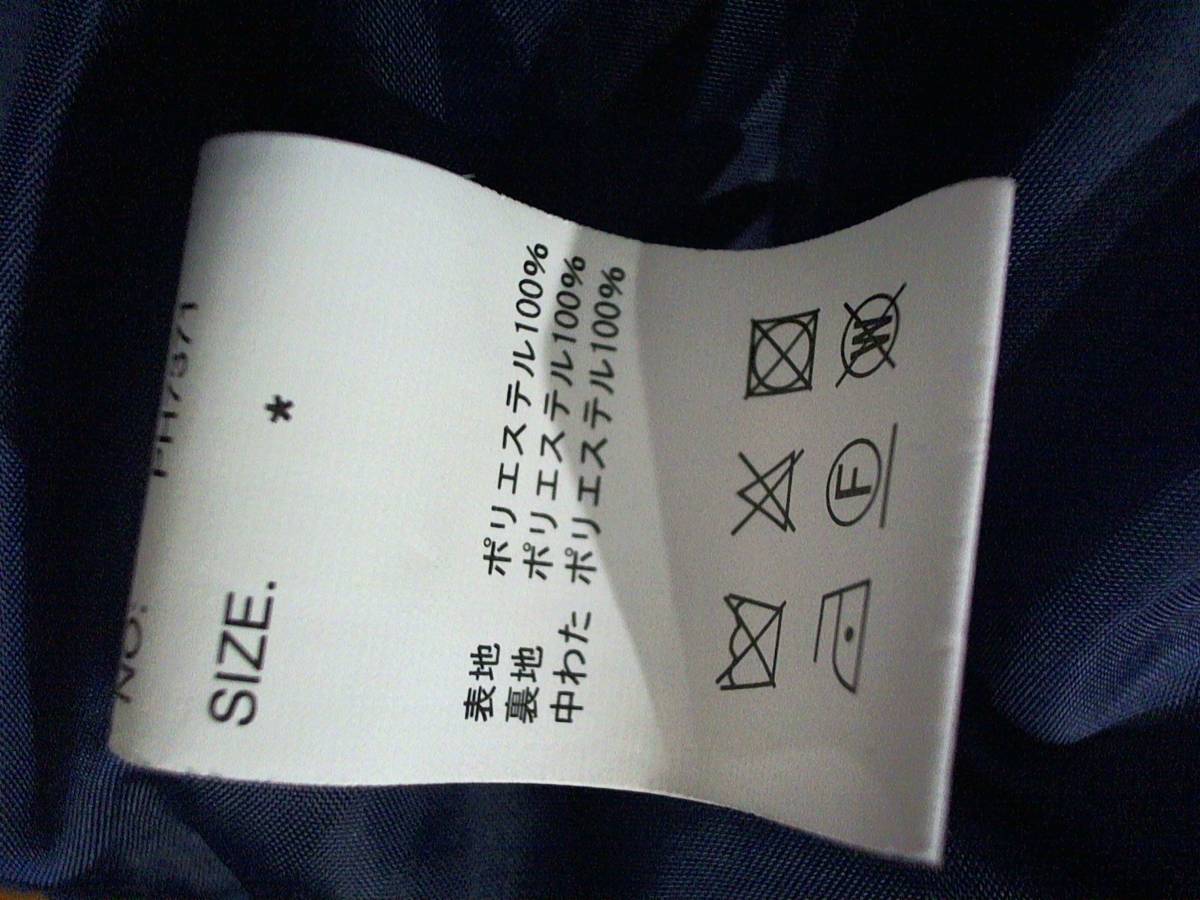 NO.
SIZE. *
表地 ポリエステル100%
裏地 ポリエステル100%
中わた ポリエステル100%
F
W